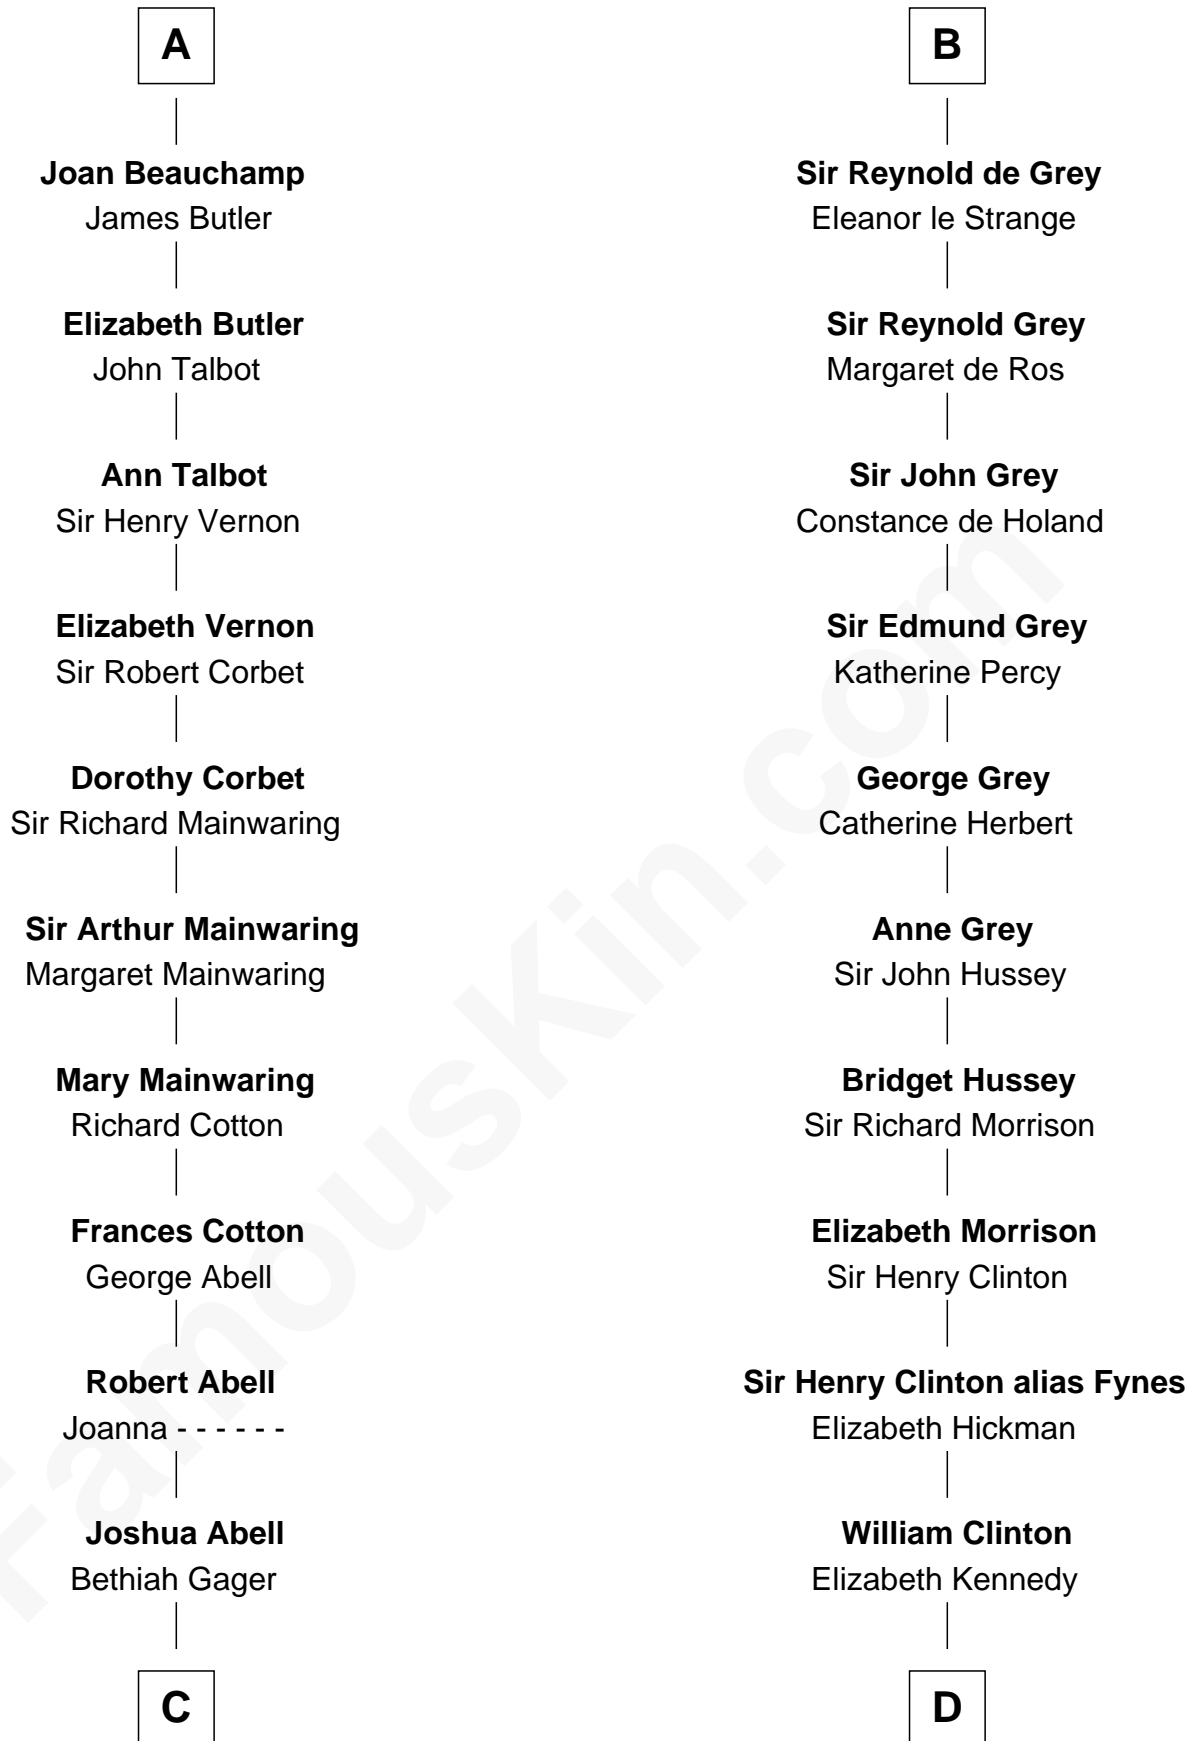 A
Joan Beauchamp
James Butler
Elizabeth Butler
John Talbot
Ann Talbot
Sir Henry Vernon
Elizabeth Vernon
Sir Robert Corbet
Dorothy Corbet
Sir Richard Mainwaring
Sir Arthur Mainwaring
Margaret Mainwaring
Mary Mainwaring
Richard Cotton
Frances Cotton
George Abell
Robert Abell
Joanna - - - - - -
Joshua Abell
Bethiah Gager
C
B
Sir Reynold de Grey
Eleanor le Strange
Sir Reynold Grey
Margaret de Ros
Sir John Grey
Constance de Holand
Sir Edmund Grey
Katherine Percy
George Grey
Catherine Herbert
Anne Grey
Sir John Hussey
Bridget Hussey
Sir Richard Morrison
Elizabeth Morrison
Sir Henry Clinton
Sir Henry Clinton alias Fynes
Elizabeth Hickman
William Clinton
Elizabeth Kennedy
D
FamousKin.com